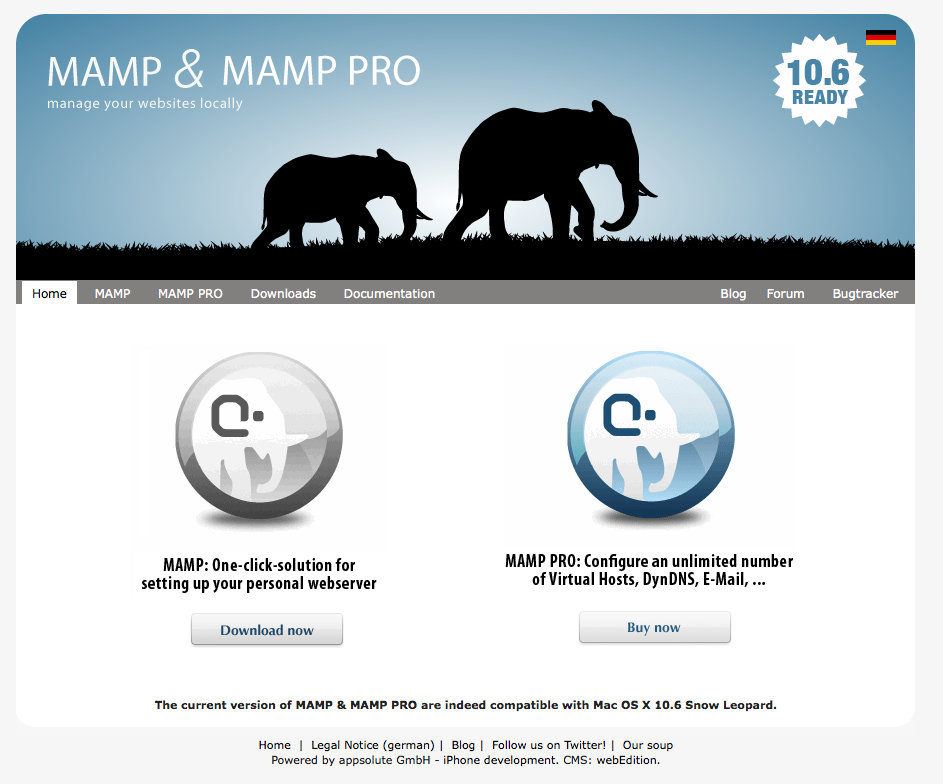 MAMP & MAMP PRO
manage your websites locally
10.6
READY
Home MAMP MAMP PRO Downloads Documentation Blog Forum Bugtracker
MAMP: One-click-solution for
setting up your personal webserver
Download now
MAMP PRO: Configure an unlimited number
of Virtual Hosts, DynDNS, E-Mail, ...
Buy now
The current version of MAMP & MAMP PRO are indeed compatible with Mac OS X 10.6 Snow Leopard.
Home | Legal Notice (german) | Blog | Follow us on Twitter! | Our soup
Powered by appsolute GmbH - iPhone development. CMS: webEdition.